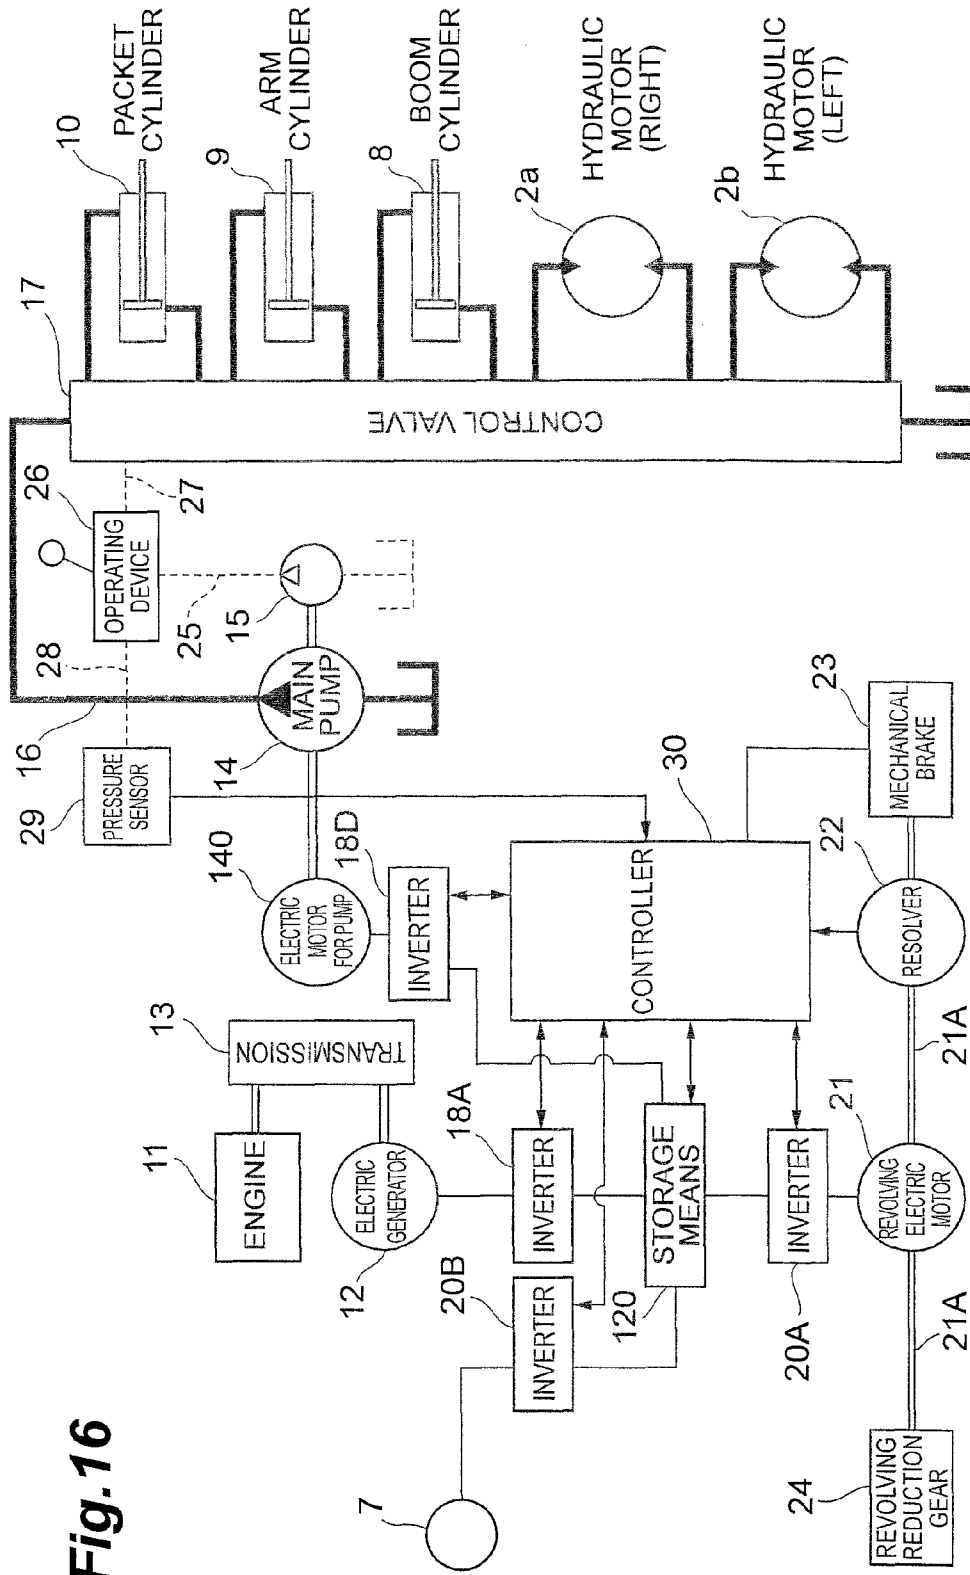 Fig.16
11
ENGINE
13
TRANSMISSION
12
ELECTRIC
GENERATOR
140
ELECTRIC
MOTOR
FOR PUMP
18D
INVERTER
29
PRESSURE
SENSOR
16
28
14
MAIN
PUMP
15
25
26
OPERATING
DEVICE
27
17
CONTROL VALVE
10
PACKET
CYLINDER
9
ARM
CYLINDER
8
BOOM
CYLINDER
2a
HYDRAULIC
MOTOR
(RIGHT)
2b
HYDRAULIC
MOTOR
(LEFT)
7
20B
INVERTER
18A
INVERTER
120
STORAGE
MEANS
20A
INVERTER
30
CONTROLLER
24
REVOLVING
REDUCTION
GEAR
21A
21
REVOLVING
ELECTRIC
MOTOR
21A
22
RESOLVER
23
MECHANICAL
BRAKE